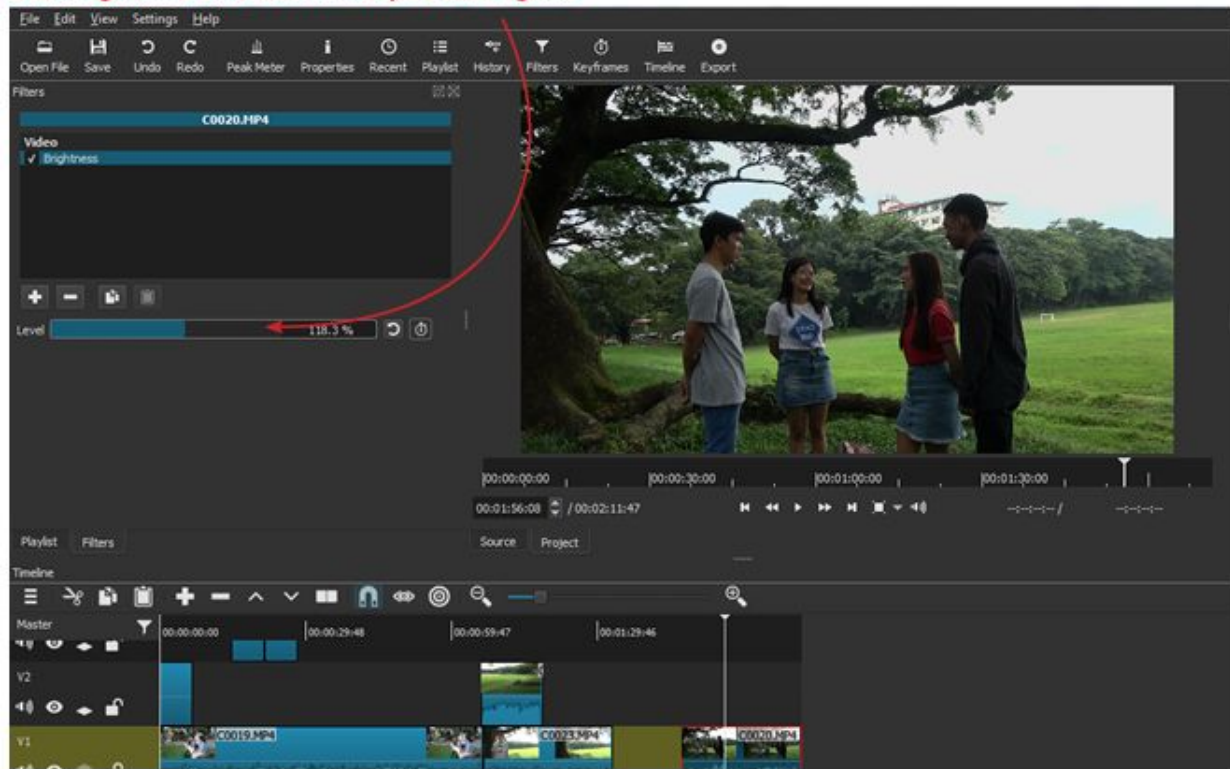 File Edit View Settings Help
Open File Save Undo Redo Peak Meter Properties Recent Playlist History Filters Keyframes Timeline Export
Filters
C0020.MP4
Video
✓ Brightness
Level 118.3 %
00:00:00:00 00:00:30:00 00:01:00:00 00:01:30:00
00:01:56:08 / 00:02:11:47 --:--:--:-- / --:--:--:--
Playlist Filters Source Project
Timeline
Master 00:00:00:00 00:00:29:48 00:00:59:47 00:01:29:46
V2
V1 C0019.MP4 C0023.MP4 C0020.MP4